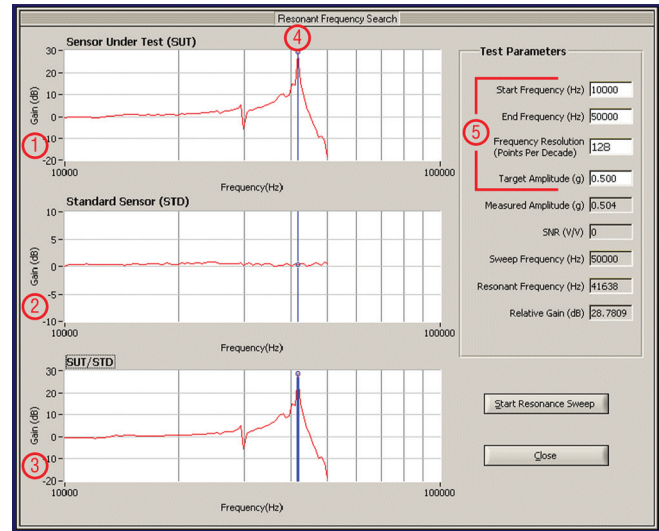 Resonant Frequency Search
Sensor Under Test (SUT)
4
30
20
10
0
10
-20
Gain (dB)
1
10000
100000
Frequency(Hz)
Standard Sensor (STD)
10
5
0
-5
-10
Gain (dB)
2
10000
100000
Frequency(Hz)
SUT/STD
30
20
10
0
10
-20
Gain (dB)
3
10000
100000
Frequency(Hz)
Test Parameters
5
Start Frequency (Hz) 10000
End Frequency (Hz) 50000
Frequency Resolution
(Points Per Decade) 128
Target Amplitude (g) 0.500
Measured Amplitude (g) 0.504
SNR (V/V) 0
Sweep Frequency (Hz) 50000
Resonant Frequency (Hz) 41638
Relative Gain (dB) 28.7809
Start Resonance Sweep
Close